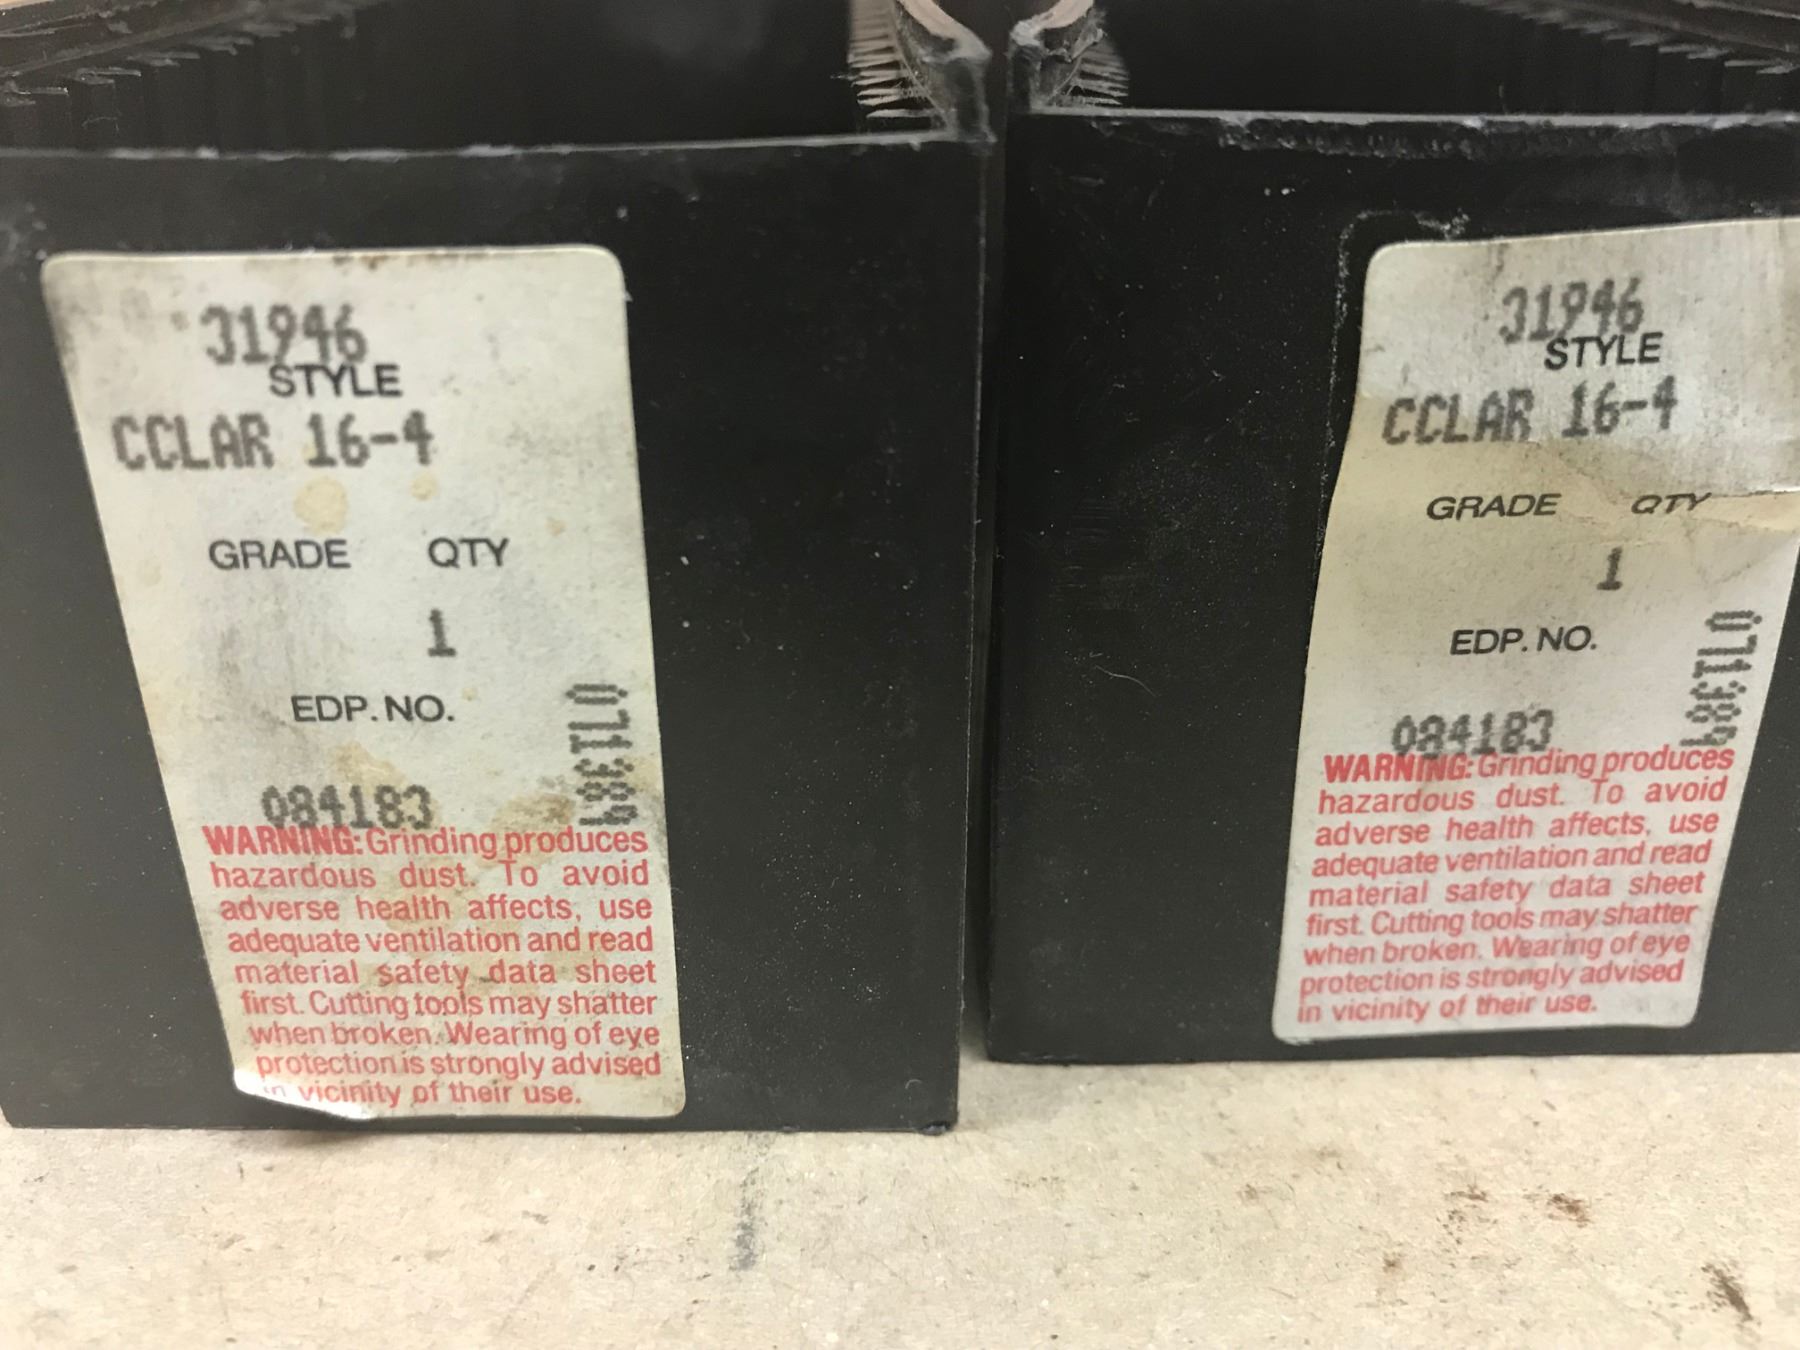 31946
STYLE
CCLAR 16-4
GRADE QTY
1
EDP. NO.
084183
WARNING: Grinding produces
hazardous dust. To avoid
adverse health affects, use
adequate ventilation and read
material safety data sheet
first. Cutting tools may shatter
when broken. Wearing of eye
protection is strongly advised
in vicinity of their use.
31946
STYLE
CCLAR 16-4
GRADE QTY
1
EDP. NO.
084183
WARNING: Grinding produces
hazardous dust. To avoid
adverse health affects, use
adequate ventilation and read
material safety data sheet
first. Cutting tools may shatter
when broken. Wearing of eye
protection is strongly advised
in vicinity of their use.